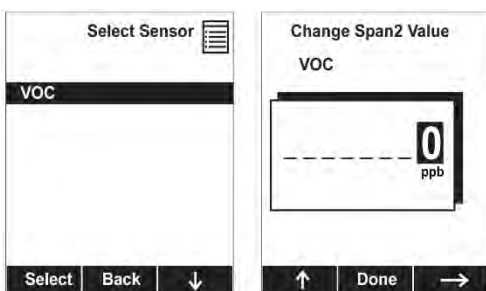 Select Sensor
VOC
Select Back ↓
Change Span2 Value
VOC
_ _ _ _ _ _ 0
ppb
↑ Done →